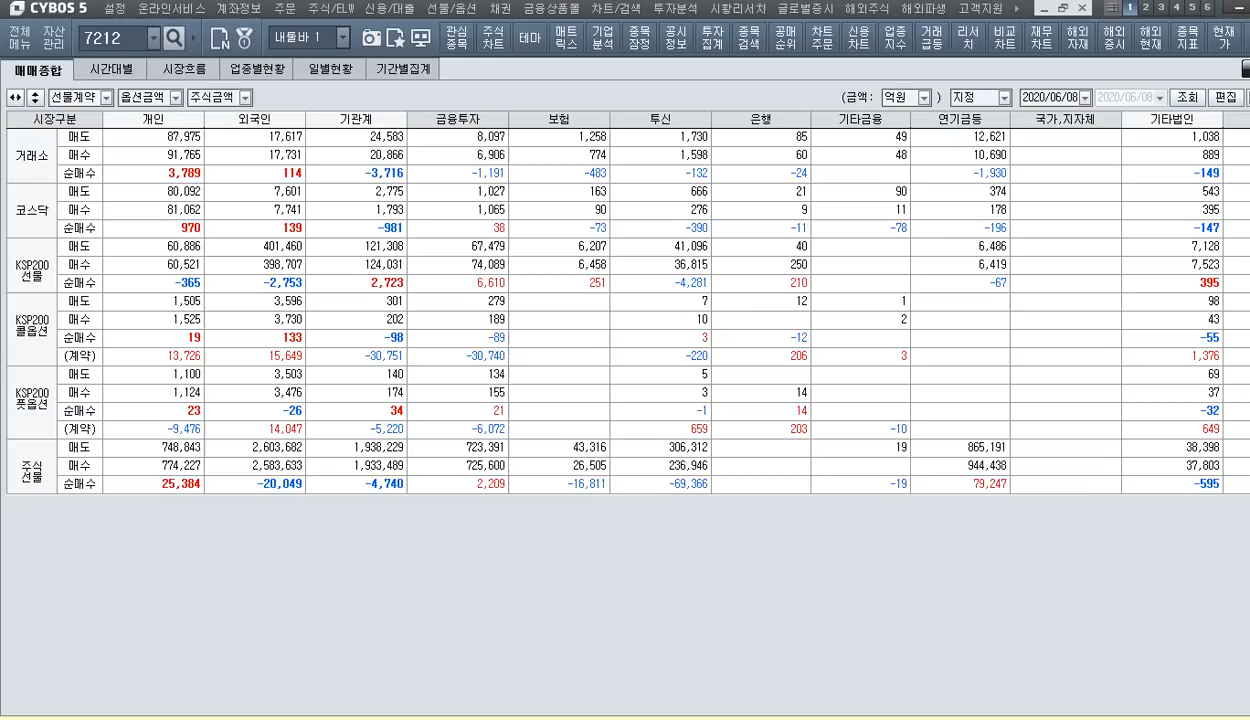 CYBOS 5 설정 온라인서비스 계좌정보 주문 주식/ELW 신용/대출 선물/옵션 채권 금융상품몰 차트/검색 투자분석 시황리서치 글로벌증시 해외주식 해외파생 고객지원 1 2 3 4 5 6
전체메뉴 자산관리 7212 내툴바 1 관심종목 주식차트 테마 매트릭스 기업분석 종목잠정 공시정보 투자집계 종목검색 공매순위 차트주문 신용차트 업종지수 거래급등 리서치 비교차트 재무차트 해외자재 해외증시 해외현재 종목지표 현재가
매매종합 시간대별 시장흐름 업종별현황 일별현황 기간별집계
선물계약 옵션금액 주식금액 (금액: 억원 ) 지정 2020/06/08 2020/06/08 조회 편집
시장구분 개인 외국인 기관계 금융투자 보험 투신 은행 기타금융 연기금등 국가,지자체 기타법인
거래소 매도 87,975 17,617 24,583 8,097 1,258 1,730 85 49 12,621 1,038
매수 91,765 17,731 20,866 6,906 774 1,598 60 48 10,690 889
순매수 3,789 114 -3,716 -1,191 -483 -132 -24 -1,930 -149
코스닥 매도 80,092 7,601 2,775 1,027 163 666 21 90 374 543
매수 81,062 7,741 1,793 1,065 90 276 9 11 178 395
순매수 970 139 -981 38 -73 -390 -11 -78 -196 -147
KSP200 선물 매도 60,886 401,460 121,308 67,479 6,207 41,096 40 6,486 7,128
매수 60,521 398,707 124,031 74,089 6,458 36,815 250 6,419 7,523
순매수 -365 -2,753 2,723 6,610 251 -4,281 210 -67 395
KSP200 콜옵션 매도 1,505 3,596 301 279 7 12 1 98
매수 1,525 3,730 202 189 10 2 43
순매수 19 133 -98 -89 3 -12 -55
(계약) 13,726 15,649 -30,751 -30,740 -220 206 3 1,376
KSP200 풋옵션 매도 1,100 3,503 140 134 5 69
매수 1,124 3,476 174 155 3 14 37
순매수 23 -26 34 21 -1 14 -32
(계약) -9,476 14,047 -5,220 -6,072 659 203 -10 649
주식 선물 매도 748,843 2,603,682 1,938,229 723,391 43,316 306,312 19 865,191 38,398
매수 774,227 2,583,633 1,933,489 725,600 26,505 236,946 944,438 37,803
순매수 25,384 -20,049 -4,740 2,209 -16,811 -69,366 -19 79,247 -595